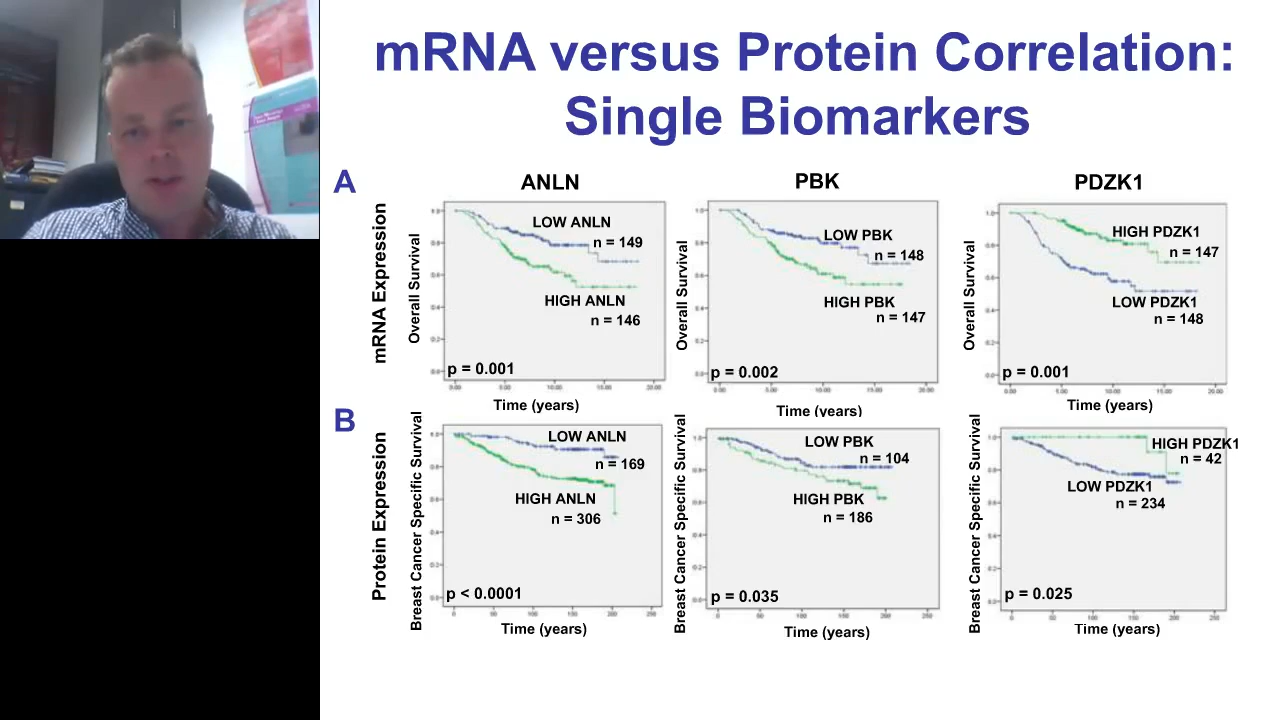 mRNA versus Protein Correlation:
Single Biomarkers
A
mRNA Expression
ANLN
Overall Survival
LOW ANLN
n = 149
HIGH ANLN
n = 146
p = 0.001
Time (years)
PBK
Overall Survival
LOW PBK
n = 148
HIGH PBK
n = 147
p = 0.002
Time (years)
PDZK1
Overall Survival
HIGH PDZK1
n = 147
LOW PDZK1
n = 148
p = 0.001
Time (years)
B
Protein Expression
Breast Cancer Specific Survival
LOW ANLN
n = 169
HIGH ANLN
n = 306
p < 0.0001
Time (years)
Breast Cancer Specific Survival
LOW PBK
n = 104
HIGH PBK
n = 186
p = 0.035
Time (years)
Breast Cancer Specific Survival
HIGH PDZK1
n = 42
LOW PDZK1
n = 234
p = 0.025
Time (years)